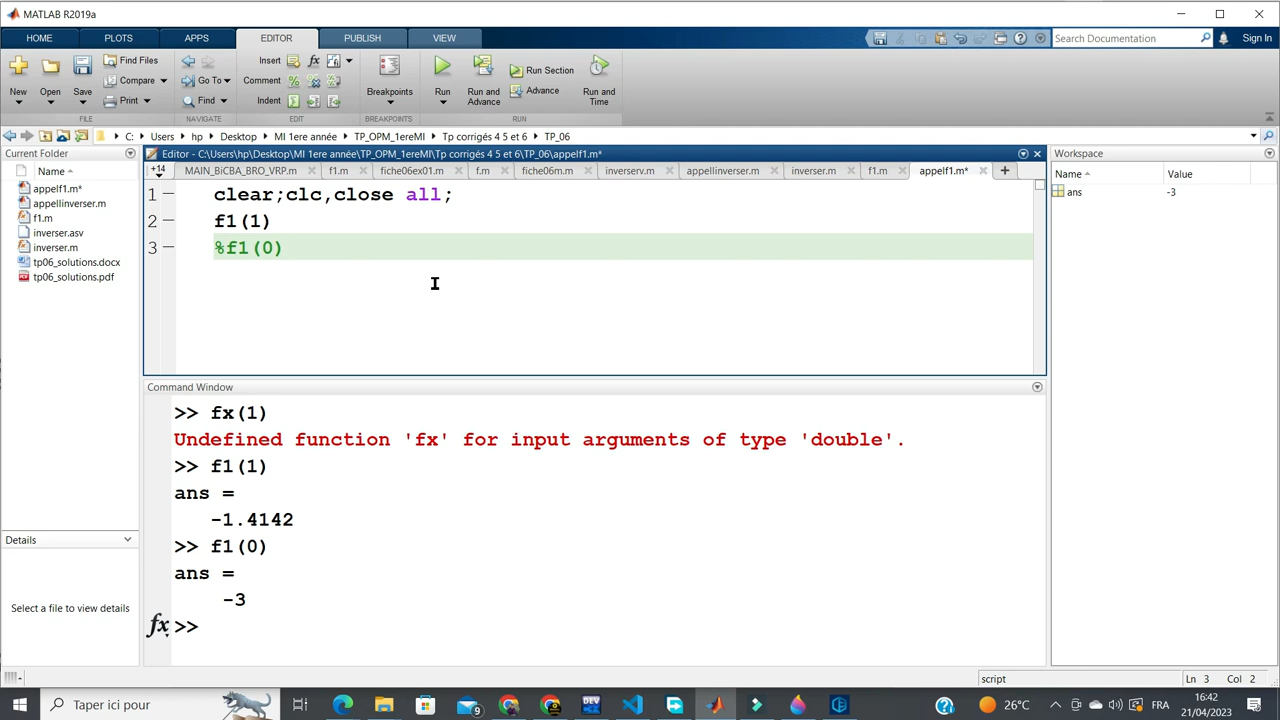 MATLAB R2019a
HOME PLOTS APPS EDITOR PUBLISH VIEW Search Documentation Sign In
New Open Save Find Files Compare Print Go To Find Insert fx Comment Indent Breakpoints Run Run and Advance Run Section Advance Run and Time
FILE NAVIGATE EDIT BREAKPOINTS RUN
C: Users hp Desktop MI 1ere année TP_OPM_1ereMI Tp corrigés 4 5 et 6 TP_06
Current Folder
Name
appelf1.m*
appellinverser.m
f1.m
inverser.asv
inverser.m
tp06_solutions.docx
tp06_solutions.pdf
Details
Select a file to view details
Editor - C:\Users\hp\Desktop\MI 1ere année\TP_OPM_1ereMI\Tp corrigés 4 5 et 6\TP_06\appelf1.m*
+14 MAIN_BiCBA_BRO_VRP.m f1.m fiche06ex01.m f.m fiche06m.m inverserv.m appellinverser.m inverser.m f1.m appelf1.m*
1 clear;clc,close all;
2 f1(1)
3 %f1(0)
Command Window
>> fx(1)
Undefined function 'fx' for input arguments of type 'double'.
>> f1(1)
ans =
-1.4142
>> f1(0)
ans =
-3
fx >>
Workspace
Name Value
ans -3
script Ln 3 Col 2
Taper ici pour 9 DEV 26°C FRA 16:42
21/04/2023